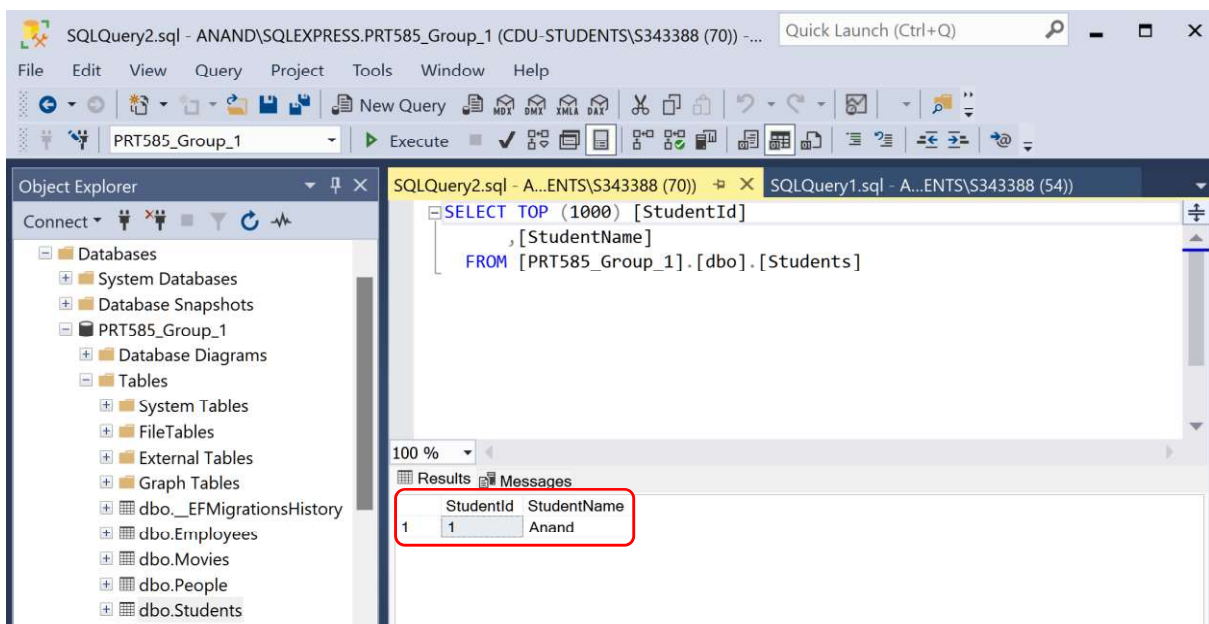 SQLQuery2.sql - ANAND\SQLEXPRESS.PRT585_Group_1 (CDU-STUDENTS\S343388 (70)) -...
Quick Launch (Ctrl+Q)
File Edit View Query Project Tools Window Help
New Query MDX DMX XMLA DAX
PRT585_Group_1 Execute
Object Explorer
SQLQuery2.sql - A...ENTS\S343388 (70)) SQLQuery1.sql - A...ENTS\S343388 (54))
Connect
Databases
System Databases
Database Snapshots
PRT585_Group_1
Database Diagrams
Tables
System Tables
FileTables
External Tables
Graph Tables
dbo.__EFMigrationsHistory
dbo.Employees
dbo.Movies
dbo.People
dbo.Students
SELECT TOP (1000) [StudentId]
,[StudentName]
FROM [PRT585_Group_1].[dbo].[Students]
100 %
Results Messages
StudentId StudentName
1 1 Anand